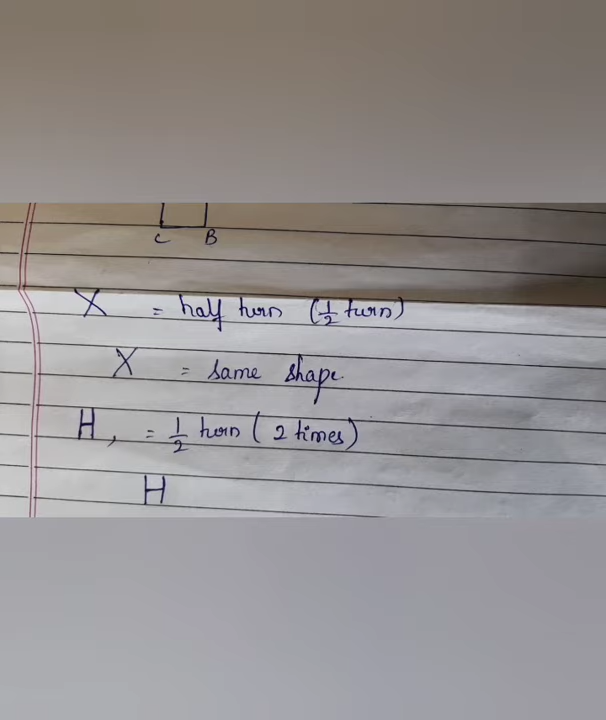 C B
X = half turn (1/2 turn)
X = same shape.
H, = 1/2 turn ( 2 times)
H